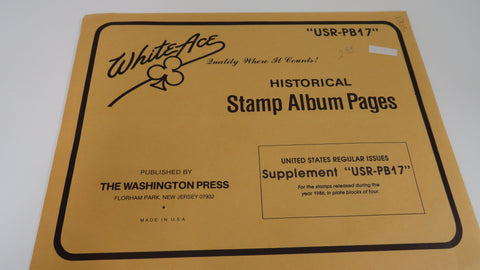 "USR-PB17"
White Ace
Quality Where It Counts!
HISTORICAL
Stamp Album Pages
PUBLISHED BY
THE WASHINGTON PRESS
FLORHAM PARK, NEW JERSEY 07932
MADE IN U.S.A.
UNITED STATES REGULAR ISSUES
Supplement "USR-PB17"
For the stamps released during the
year 1986, in plate blocks of four.